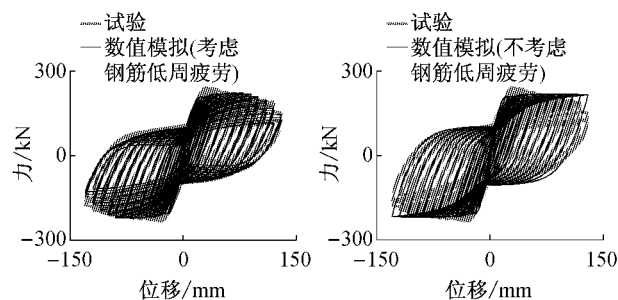 试验
数值模拟(考虑
钢筋低周疲劳)
300
0
−300
−150
0
150
力/kN
位移/mm
试验
数值模拟(不考虑
钢筋低周疲劳)
300
0
−300
−150
0
150
力/kN
位移/mm